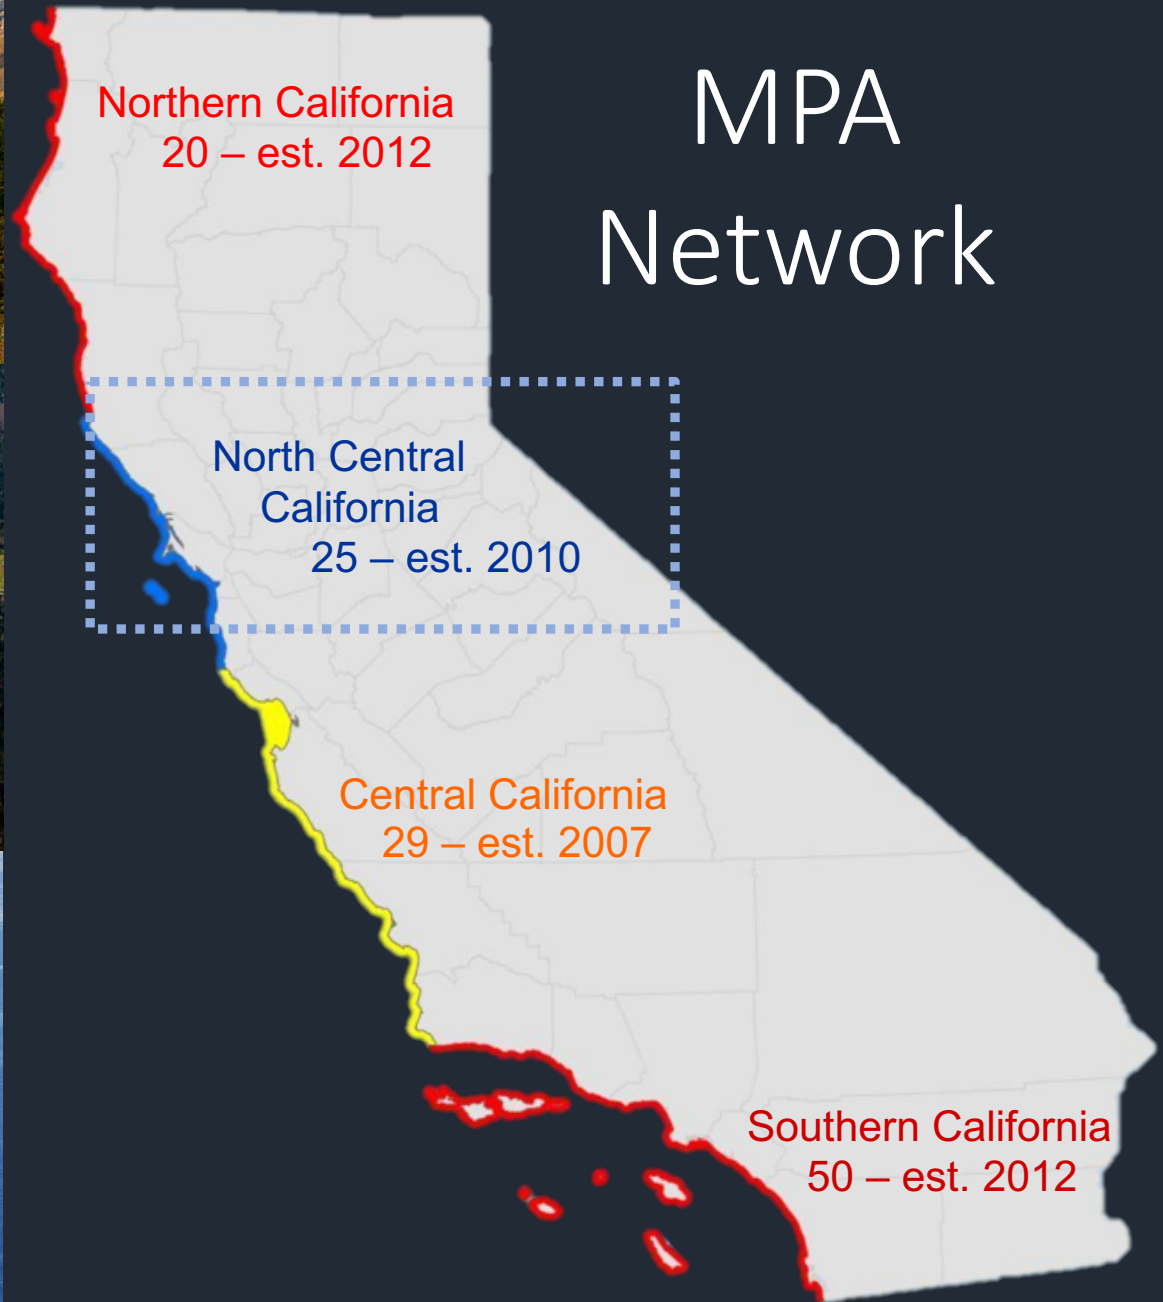 MPA
Network
Northern California
20 – est. 2012
North Central
California
25 – est. 2010
Central California
29 – est. 2007
Southern California
50 – est. 2012